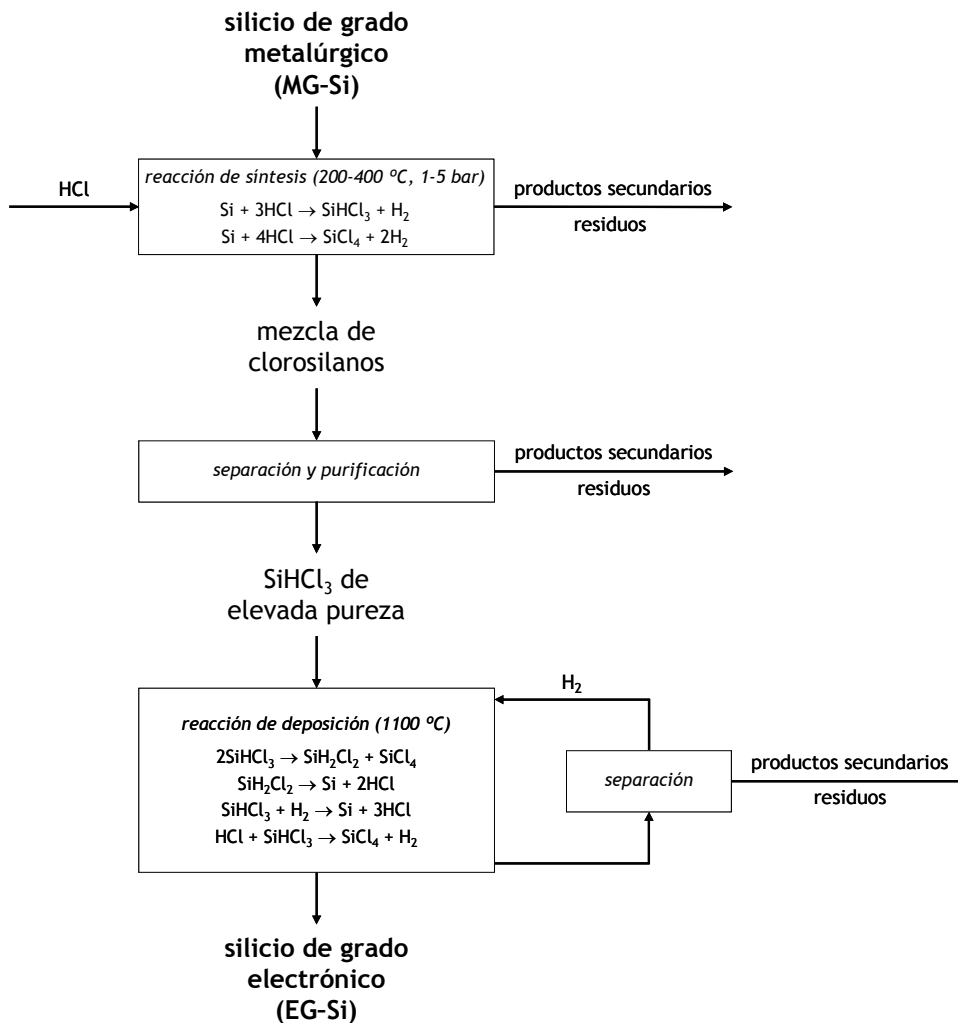 silicio de grado
metalúrgico
(MG-Si)
HCl
reacción de síntesis (200-400 ºC, 1-5 bar)
Si + 3HCl → SiHCl₃ + H₂
Si + 4HCl → SiCl₄ + 2H₂
productos secundarios
residuos
mezcla de
clorosilanos
separación y purificación
productos secundarios
residuos
SiHCl₃ de
elevada pureza
H₂
reacción de deposición (1100 ºC)
2SiHCl₃ → SiH₂Cl₂ + SiCl₄
SiH₂Cl₂ → Si + 2HCl
SiHCl₃ + H₂ → Si + 3HCl
HCl + SiHCl₃ → SiCl₄ + H₂
separación
productos secundarios
residuos
silicio de grado
electrónico
(EG-Si)